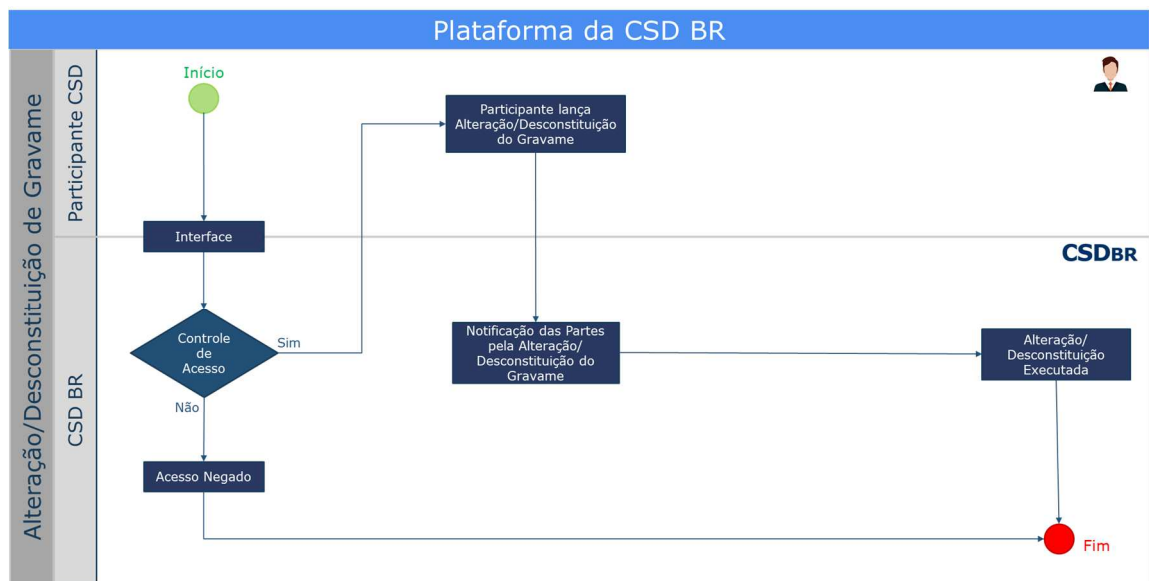 Plataforma da CSD BR
Alteração/Desconstituição de Gravame
Participante CSD
Início
Participante lança
Alteração/Desconstituição
do Gravame
Interface
CSD BR
CSDBR
Controle
de
Acesso
Sim
Não
Notificação das Partes
pela Alteração/
Desconstituição do
Gravame
Alteração/
Desconstituição
Executada
Acesso Negado
Fim